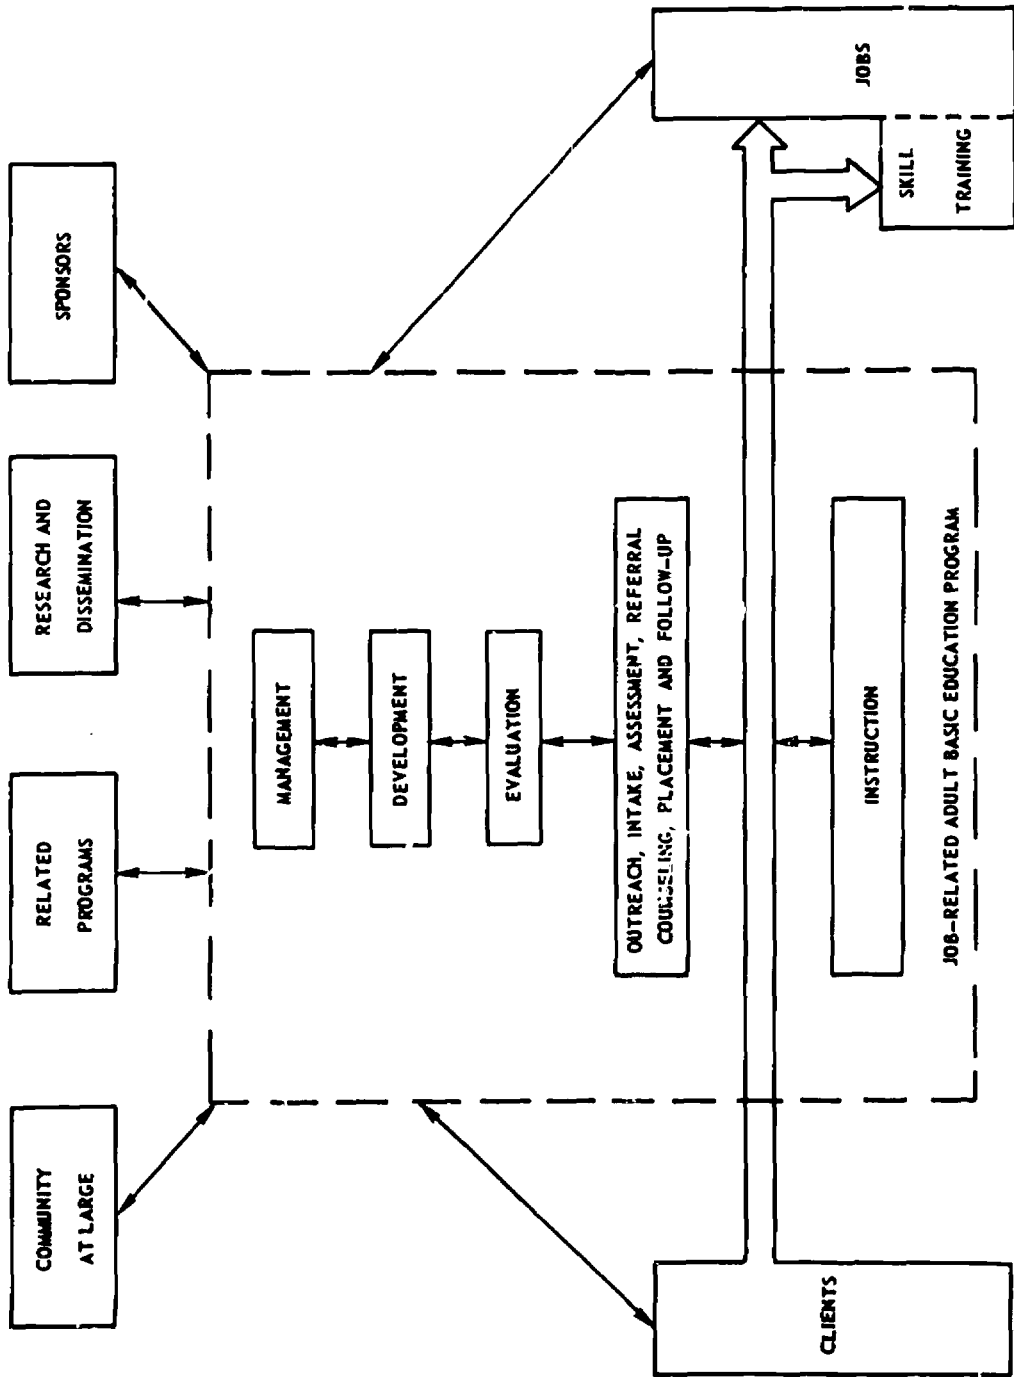 COMMUNITY
AT LARGE
RELATED
PROGRAMS
RESEARCH AND
DISSEMINATION
SPONSORS
MANAGEMENT
DEVELOPMENT
EVALUATION
OUTREACH, INTAKE, ASSESSMENT, REFERRAL
COUNSELING, PLACEMENT AND FOLLOW-UP
INSTRUCTION
JOB-RELATED ADULT BASIC EDUCATION PROGRAM
CLIENTS
JOBS
SKILL
TRAINING